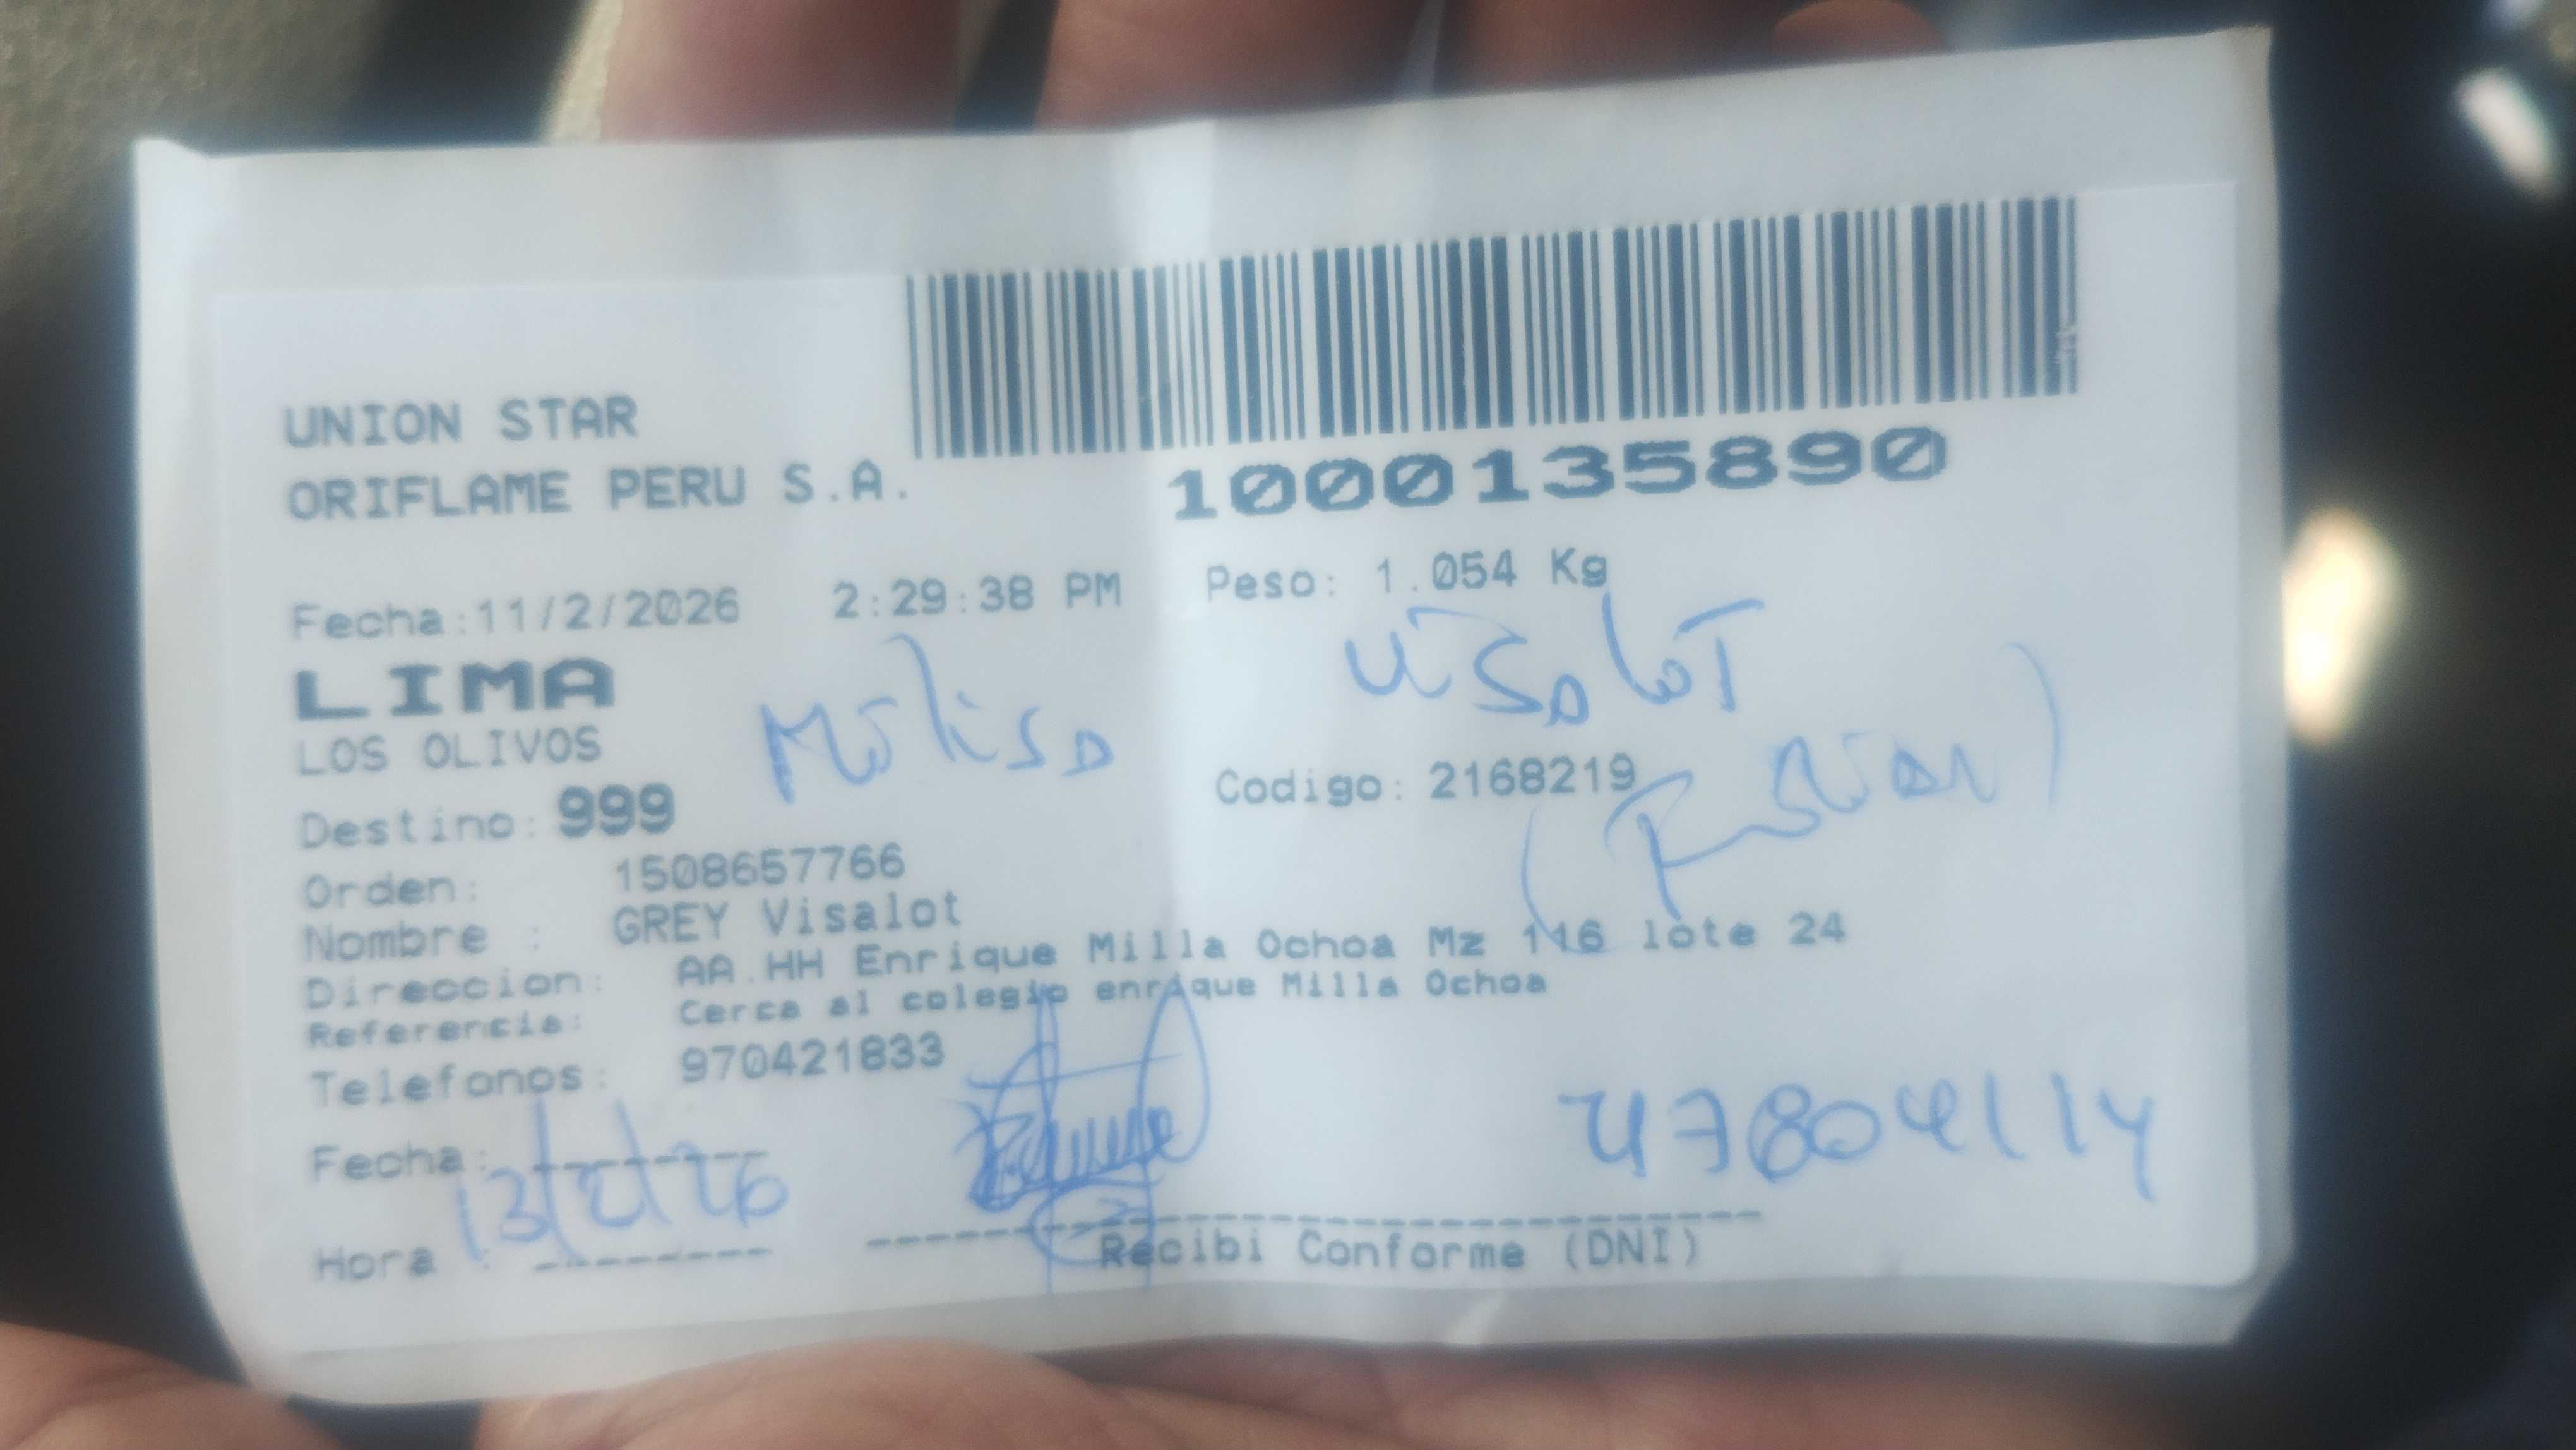 UNION STAR
ORIFLAME PERU S.A.
1000135890
Fecha:11/2/2026 2:29:38 PM Peso: 1.054 Kg
LIMA
LOS OLIVOS
Destino: 999
Codigo: 2168219
Orden: 1508657766
Nombre : GREY Visalot
Direccion: AA.HH Enrique Milla Ochoa Mz 116 lote 24
Referencia: Cerca al colegio enrique Milla Ochoa
Telefonos: 970421833
Fecha: 13/2/26
47804114
Hora :
Recibi Conforme (DNI)